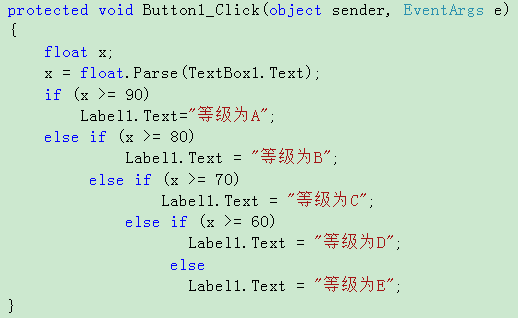 protected void Button1_Click(object sender, EventArgs e)
{
float x;
x = float.Parse(TextBox1.Text);
if (x >= 90)
Label1.Text="等级为A";
else if (x >= 80)
Label1.Text = "等级为B";
else if (x >= 70)
Label1.Text = "等级为C";
else if (x >= 60)
Label1.Text = "等级为D";
else
Label1.Text = "等级为E";
}